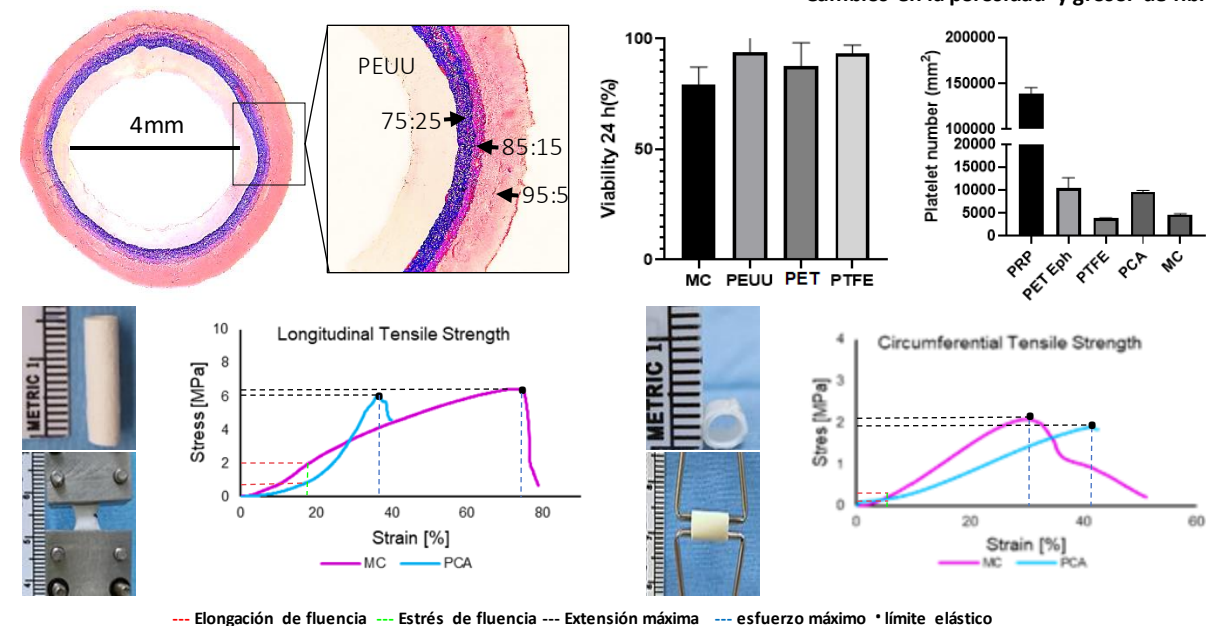 Cambios en la porosidad y grosor de fibr
PEUU
4mm
75:25
85:15
95:5
Viability 24 h(%)
100
50
0
MC PEUU PET PTFE
Platelet number (mm²)
200000
150000
100000
20000
15000
10000
5000
0
PRP PET Eph PTFE PCA MC
METRIC 1
Longitudinal Tensile Strength
Stress [MPa]
10
8
6
4
2
0
0 20 40 60 79 80
Strain [%]
MC PCA
METRIC 1
Circumferential Tensile Strength
Stres [MPa]
4
3
2
1
0
0 20 40 60
Strain [%]
MC PCA
--- Elongación de fluencia --- Estrés de fluencia --- Extensión máxima --- esfuerzo máximo • límite elástico